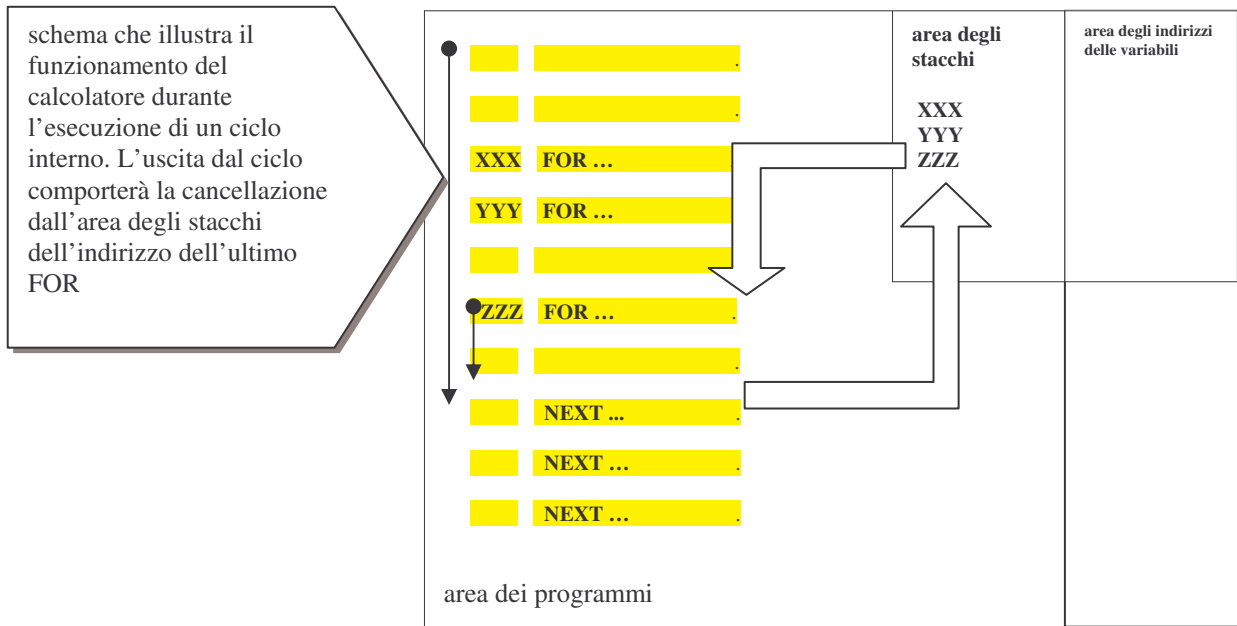 schema che illustra il
funzionamento del
calcolatore durante
l’esecuzione di un ciclo
interno. L’uscita dal ciclo
comporterà la cancellazione
dall’area degli stacchi
dell’indirizzo dell’ultimo
FOR
.
.
XXX FOR … .
YYY FOR …
ZZZ FOR … .
.
NEXT ... .
NEXT … .
NEXT … .
area dei programmi
area degli
stacchi
XXX
YYY
ZZZ
area degli indirizzi
delle variabili